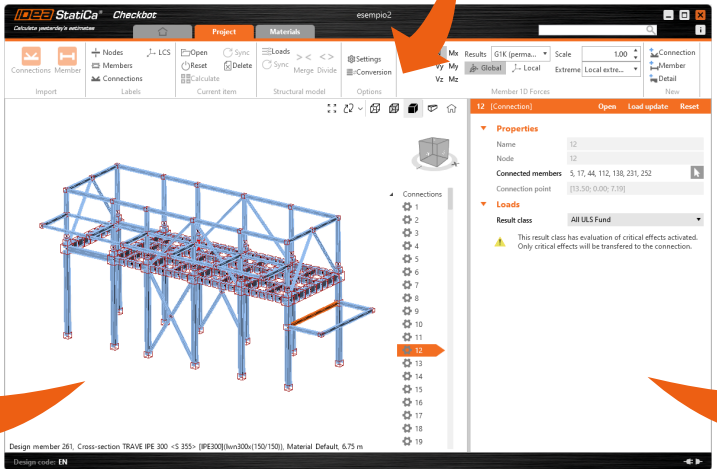 IDEA StatiCa® Checkbot
Calculate yesterday's estimates
esempio2
Project Materials
Nodes LCS Open Sync Loads > < < > Settings Mx Results G1K (perma... Scale 1.00 Connection
Connections Member Members Reset Delete Sync Merge Divide Conversion Vy My Global Local Extreme Local extre... Member
Connections Calculate Vz Mz Detail
Import Labels Current item Structural model Options Member 1D Forces New
12 [Connection] Open Load update Reset
Properties
Name 12
Node 12
Connected members 5, 17, 44, 112, 138, 231, 252
Connection point [13.50; 0.00; 7.19]
Loads
Result class All ULS Fund
This result class has evaluation of critical effects activated.
Only critical effects will be transfered to the connection.
Connections
1
2
3
4
5
6
7
8
9
10
11
12
13
14
15
16
17
18
19
Design member 261, Cross-section TRAVE IPE 300 <S 355> [IPE300](Iwn300x(150/150)), Material Default, 6.75 m
Design code: EN